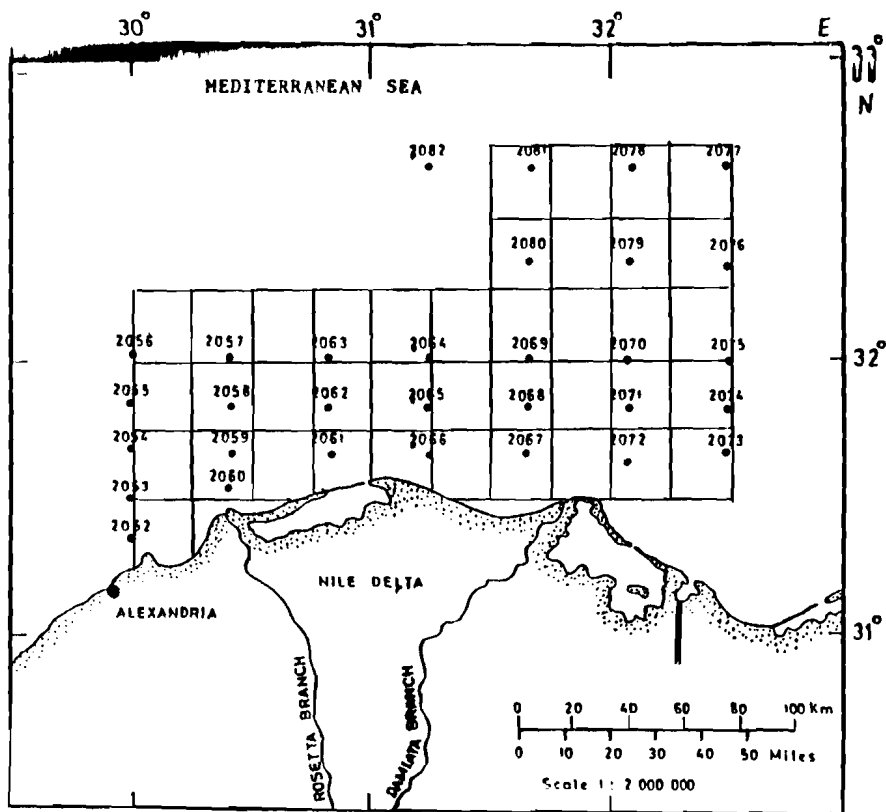 30° 31° 32° E
33°
N
MEDITERRANEAN SEA
2082 2081 2078 2077
2080 2079 2076
2056 2057 2063 2064 2069 2070 2075
32°
2055 2058 2062 2065 2068 2071 2074
2054 2059 2061 2066 2067 2072 2073
2060
2053
2052
NILE DELTA
ALEXANDRIA
31°
ROSETTA BRANCH
DAMIATA BRANCH
0 20 40 60 80 100 Km
0 10 20 30 40 50 Miles
Scale 1 : 2 000 000